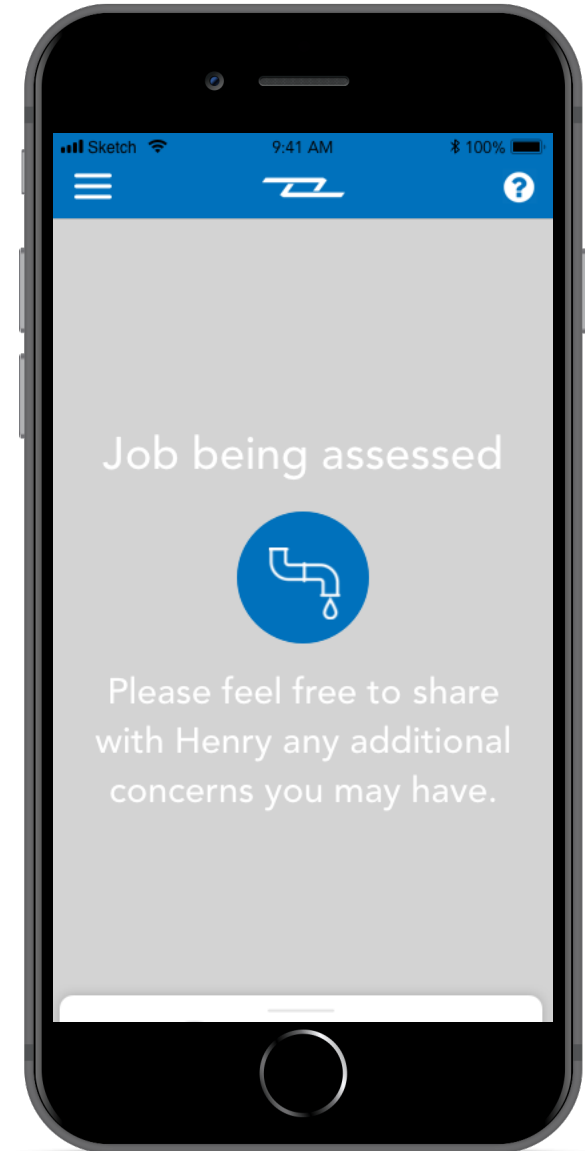 Sketch 9:41 AM 100%
?
Job being assessed
Please feel free to share
with Henry any additional
concerns you may have.